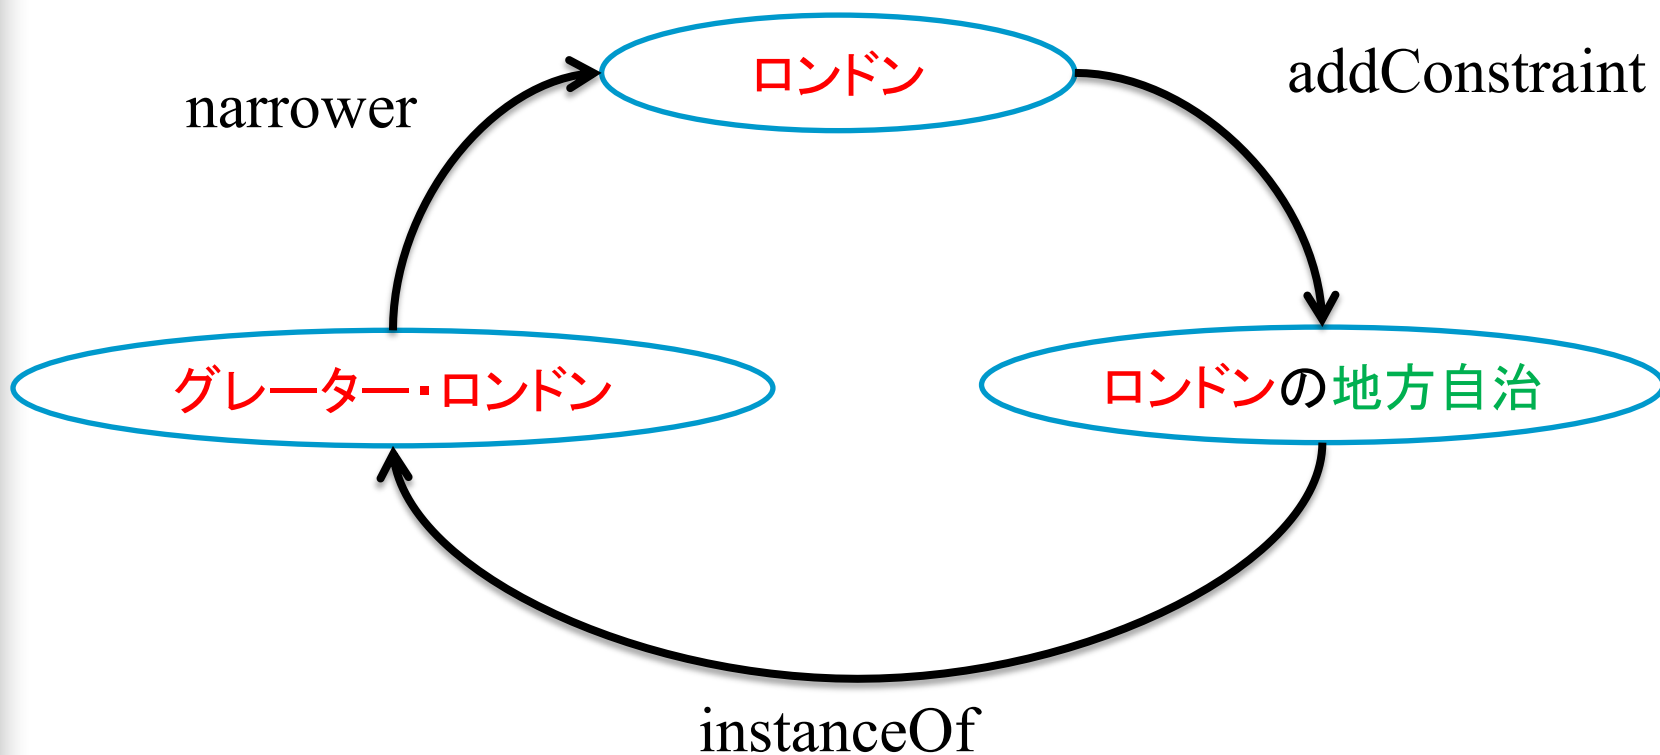 ロンドン
addConstraint
narrower
グレーター・ロンドン
ロンドンの地方自治
instanceOf